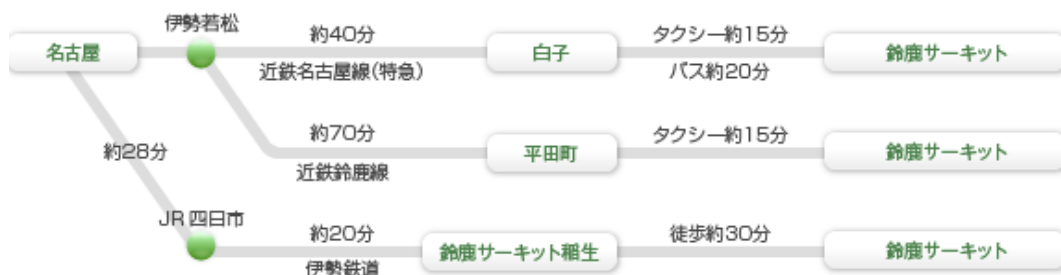 伊勢若松
名古屋
約40分
近鉄名古屋線(特急)
白子
タクシー約15分
バス約20分
鈴鹿サーキット
約70分
近鉄鈴鹿線
平田町
タクシー約15分
鈴鹿サーキット
約28分
JR 四日市
約20分
伊勢鉄道
鈴鹿サーキット稲生
徒歩約30分
鈴鹿サーキット